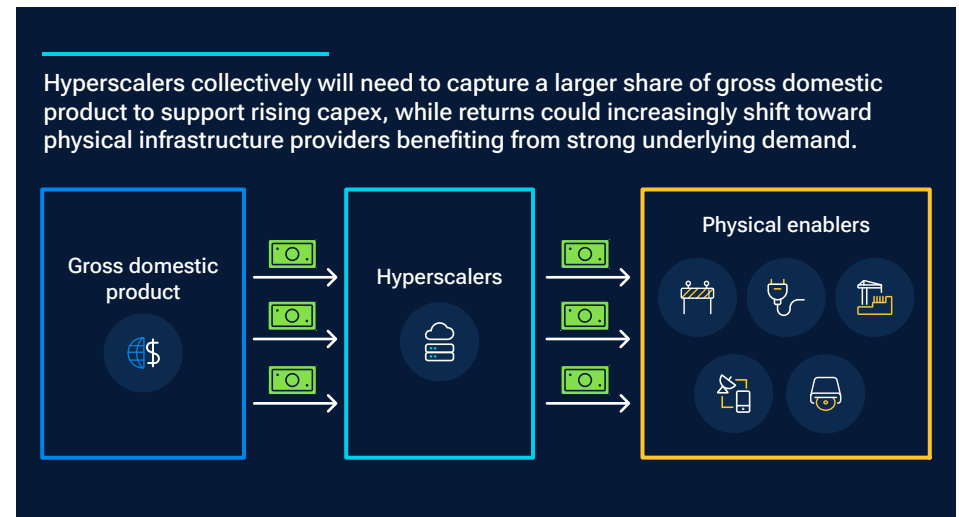 Hyperscalers collectively will need to capture a larger share of gross domestic
product to support rising capex, while returns could increasingly shift toward
physical infrastructure providers benefiting from strong underlying demand.
Gross domestic
product
Hyperscalers
Physical enablers
$